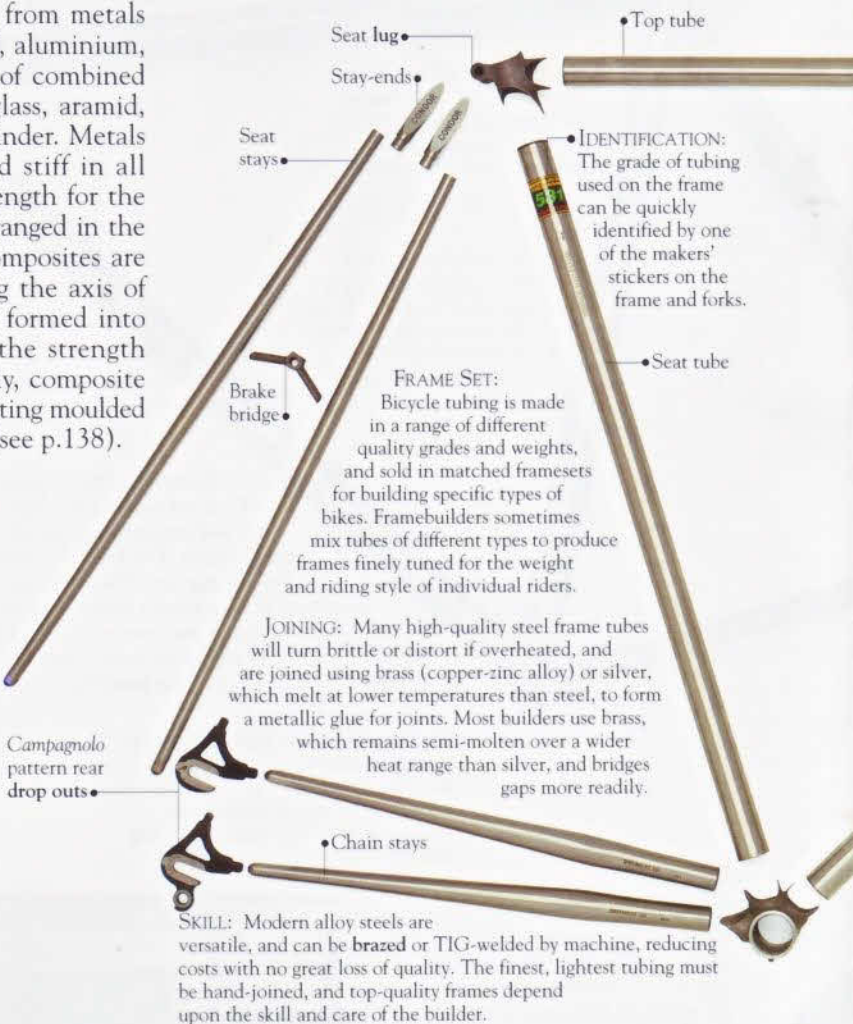 from metals
, aluminium,
of combined
lass, aramid,
nder. Metals
d stiff in all
ength for the
anged in the
omposites are
g the axis of
formed into
the strength
y, composite
ting moulded
see p.138).
Seat lug
Top tube
Stay-ends
CONDOR
CONDOR
Seat
stays
531
IDENTIFICATION:
The grade of tubing
used on the frame
can be quickly
identified by one
of the makers'
stickers on the
frame and forks.
Seat tube
Brake
bridge
FRAME SET:
Bicycle tubing is made
in a range of different
quality grades and weights,
and sold in matched framesets
for building specific types of
bikes. Framebuilders sometimes
mix tubes of different types to produce
frames finely tuned for the weight
and riding style of individual riders.
JOINING: Many high-quality steel frame tubes
will turn brittle or distort if overheated, and
are joined using brass (copper-zinc alloy) or silver,
which melt at lower temperatures than steel, to form
a metallic glue for joints. Most builders use brass,
which remains semi-molten over a wider
heat range than silver, and bridges
gaps more readily.
Campagnolo
pattern rear
drop outs
Chain stays
SKILL: Modern alloy steels are
versatile, and can be brazed or TIG-welded by machine, reducing
costs with no great loss of quality. The finest, lightest tubing must
be hand-joined, and top-quality frames depend
upon the skill and care of the builder.